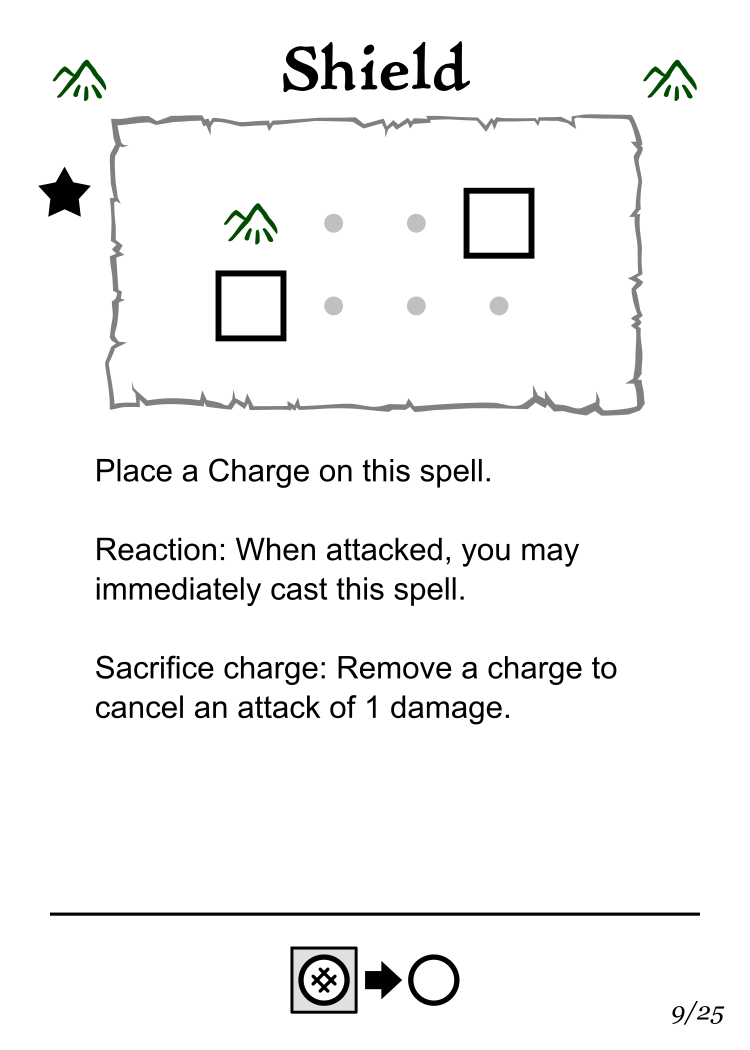 Shield
Place a Charge on this spell.
Reaction: When attacked, you may
immediately cast this spell.
Sacrifice charge: Remove a charge to
cancel an attack of 1 damage.
9/25